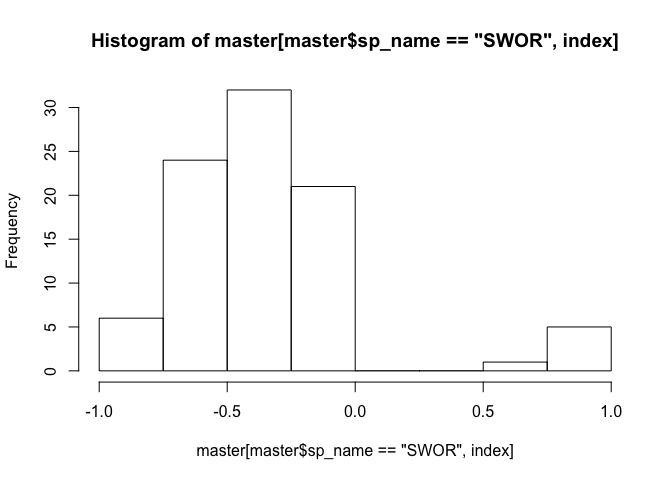 Histogram of master[master$sp_name == "SWOR", index]
Frequency
30
25
20
15
10
5
0
-1.0 -0.5 0.0 0.5 1.0
master[master$sp_name == "SWOR", index]